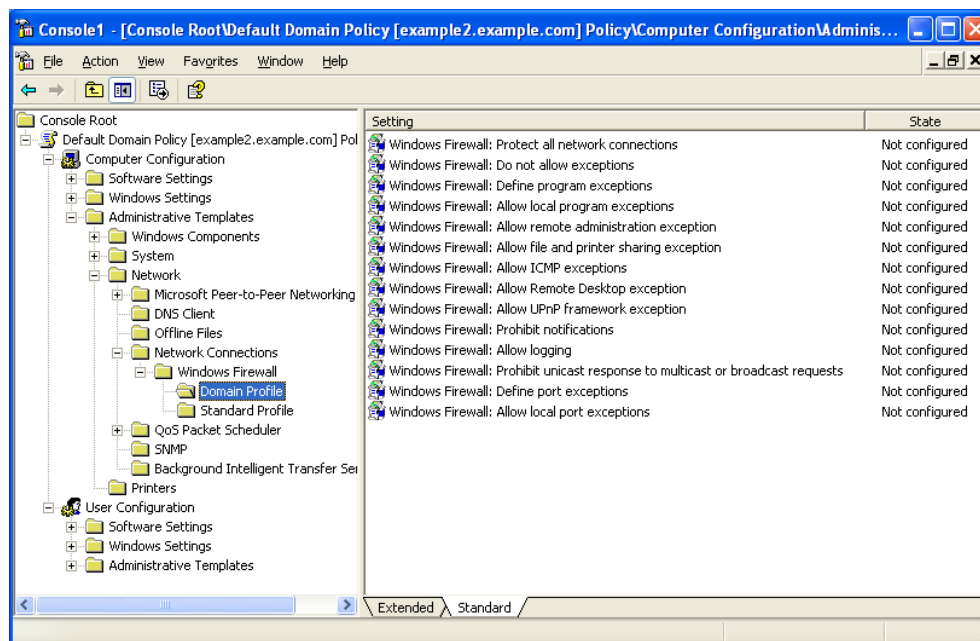 Console1 - [Console Root\Default Domain Policy [example2.example.com] Policy\Computer Configuration\Adminis...
File Action View Favorites Window Help
Console Root
Default Domain Policy [example2.example.com] Pol
Computer Configuration
Software Settings
Windows Settings
Administrative Templates
Windows Components
System
Network
Microsoft Peer-to-Peer Networking
DNS Client
Offline Files
Network Connections
Windows Firewall
Domain Profile
Standard Profile
QoS Packet Scheduler
SNMP
Background Intelligent Transfer Ser
Printers
User Configuration
Software Settings
Windows Settings
Administrative Templates
Setting State
Windows Firewall: Protect all network connections Not configured
Windows Firewall: Do not allow exceptions Not configured
Windows Firewall: Define program exceptions Not configured
Windows Firewall: Allow local program exceptions Not configured
Windows Firewall: Allow remote administration exception Not configured
Windows Firewall: Allow file and printer sharing exception Not configured
Windows Firewall: Allow ICMP exceptions Not configured
Windows Firewall: Allow Remote Desktop exception Not configured
Windows Firewall: Allow UPnP framework exception Not configured
Windows Firewall: Prohibit notifications Not configured
Windows Firewall: Allow logging Not configured
Windows Firewall: Prohibit unicast response to multicast or broadcast requests Not configured
Windows Firewall: Define port exceptions Not configured
Windows Firewall: Allow local port exceptions Not configured
Extended Standard